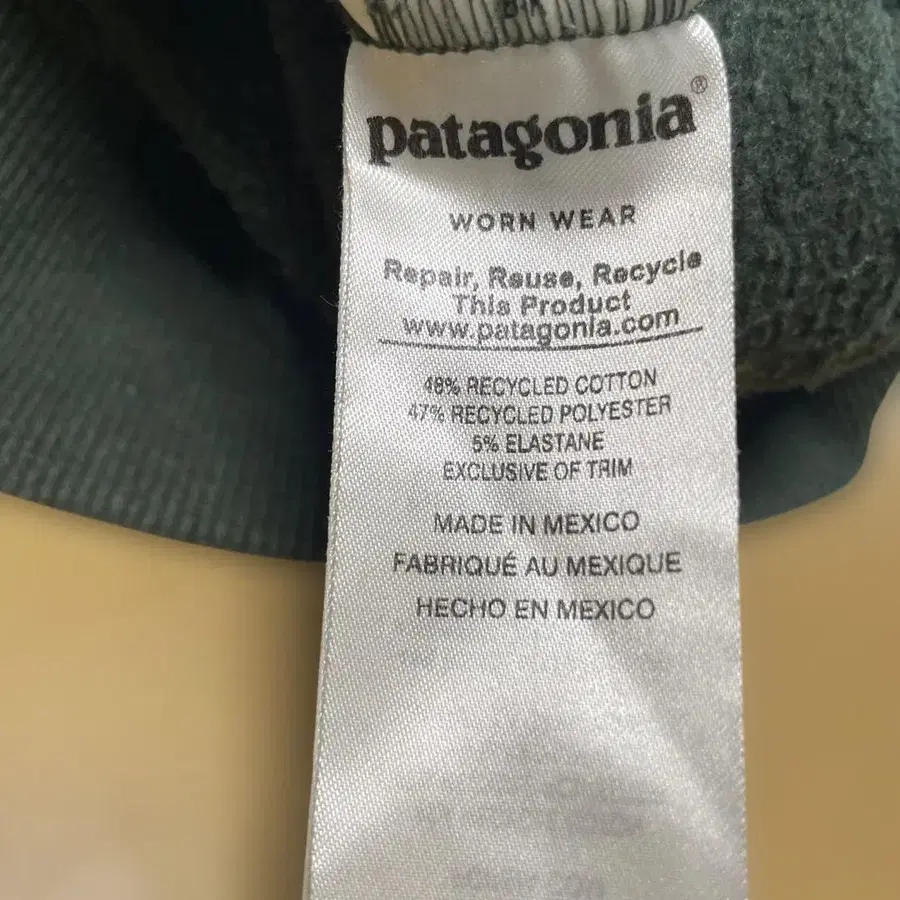 patagonia®
WORN WEAR
Repair, Reuse, Recycle
This Product
www.patagonia.com
48% RECYCLED COTTON
47% RECYCLED POLYESTER
5% ELASTANE
EXCLUSIVE OF TRIM
MADE IN MEXICO
FABRIQUÉ AU MEXIQUE
HECHO EN MEXICO